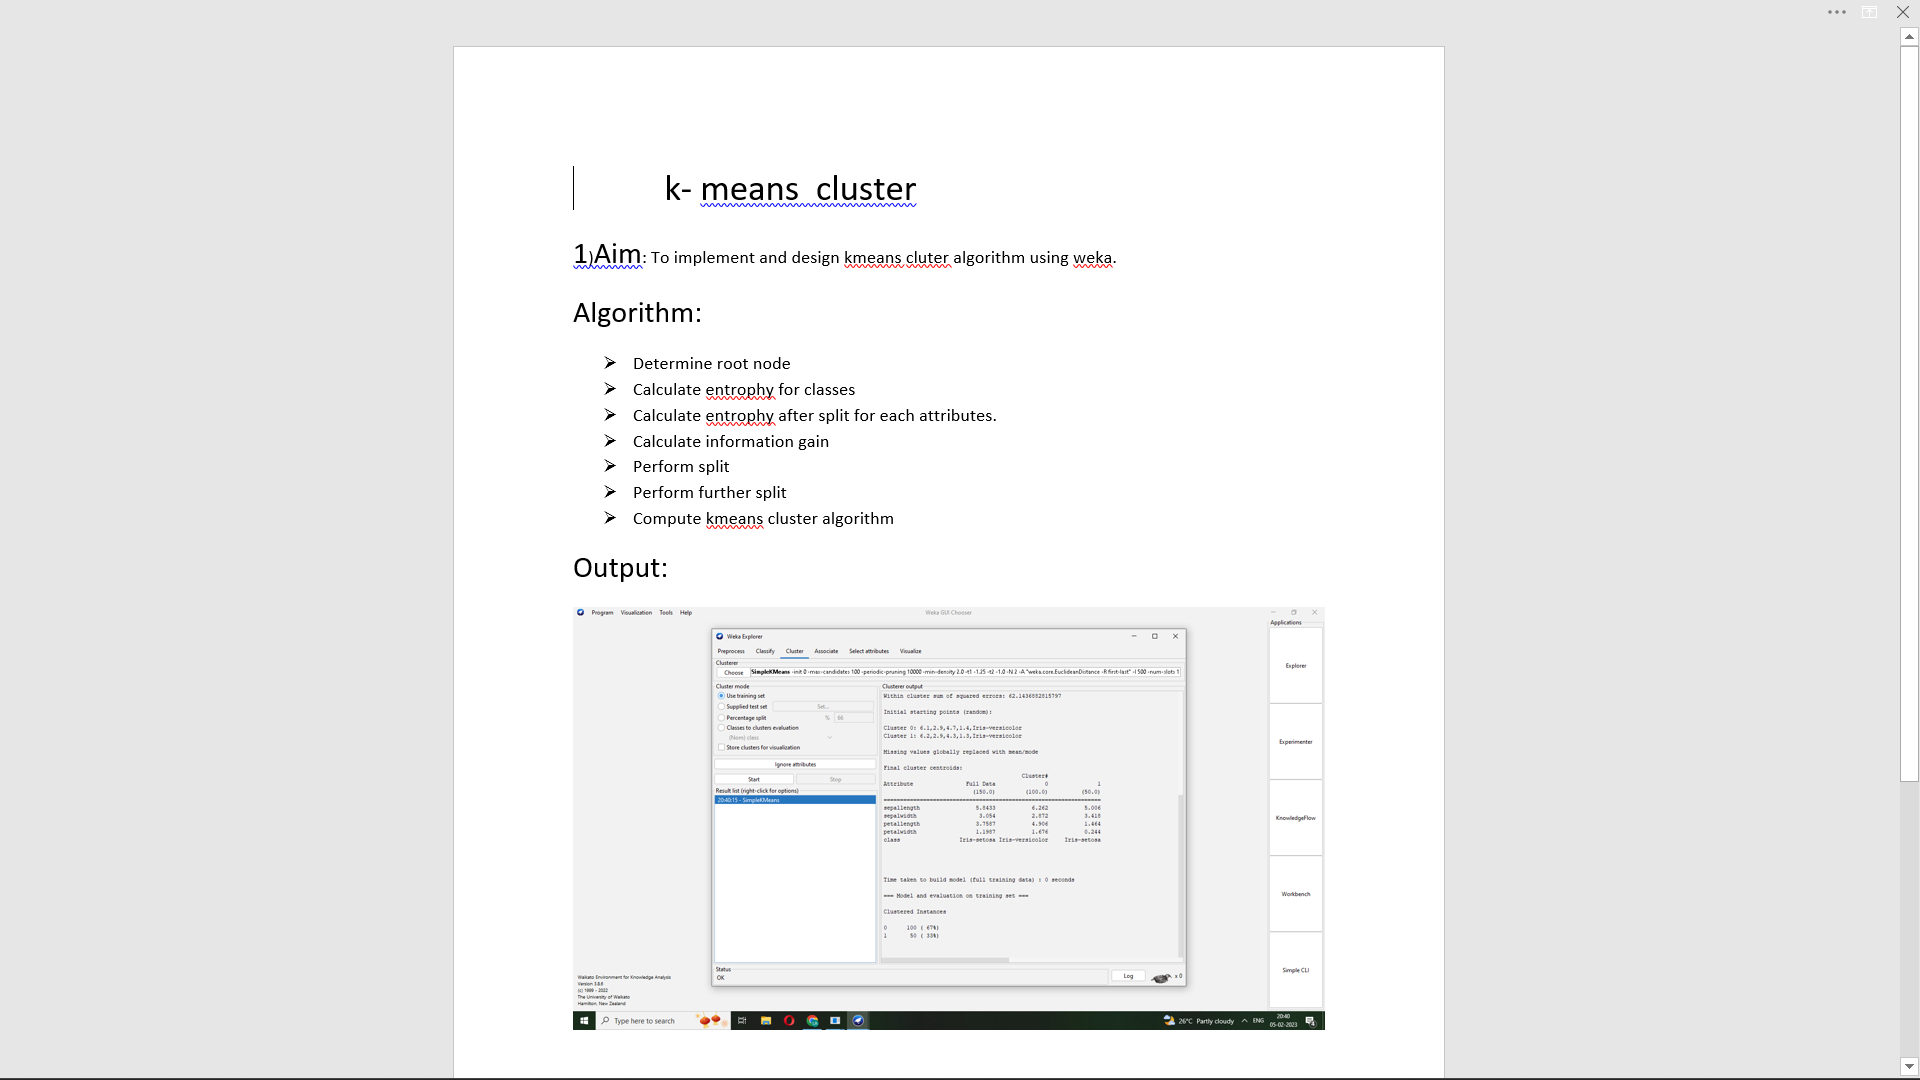 k- means  cluster
1)Aim: To implement and design kmeans cluter algorithm using weka.
Algorithm:
Determine root node
Calculate entrophy for classes
Calculate entrophy after split for each attributes.
Calculate information gain
Perform split
Perform further split
Compute kmeans cluster algorithm
Output:
Program Visualization Tools Help
Weka GUI Chooser
Applications
Weka Explorer
Preprocess Classify Cluster Associate Select attributes Visualize
Clusterer
Choose SimpleKMeans -init 0 -max-candidates 100 -periodic-pruning 10000 -min-density 2.0 -t1 -1.25 -t2 -1.0 -N 2 -A "weka.core.EuclideanDistance -R first-last" -I 500 -num-slots 1
Cluster mode
Use training set
Supplied test set Set...
Percentage split % 66
Classes to clusters evaluation
(Nom) class
Store clusters for visualization
Ignore attributes
Start Stop
Result list (right-click for options)
20:40:15 - SimpleKMeans
Clusterer output
Within cluster sum of squared errors: 62.1436882815797
Initial starting points (random):
Cluster 0: 6.1,2.9,4.7,1.4,Iris-versicolor
Cluster 1: 6.2,2.9,4.3,1.3,Iris-versicolor
Missing values globally replaced with mean/mode
Final cluster centroids:
Cluster#
Attribute Full Data 0 1
(150.0) (100.0) (50.0)
sepallength 5.8433 6.262 5.006
sepalwidth 3.054 2.872 3.418
petallength 3.7587 4.906 1.464
petalwidth 1.1987 1.676 0.244
class Iris-setosa Iris-versicolor Iris-setosa
Time taken to build model (full training data) : 0 seconds
=== Model and evaluation on training set ===
Clustered Instances
0 100 ( 67%)
1 50 ( 33%)
Status
OK
Log
x 0
Explorer
Experimenter
KnowledgeFlow
Workbench
Simple CLI
Waikato Environment for Knowledge Analysis
Version 3.8.6
(c) 1999 - 2022
The University of Waikato
Hamilton, New Zealand
Type here to search
26°C Partly cloudy ENG
20:40
05-02-2023